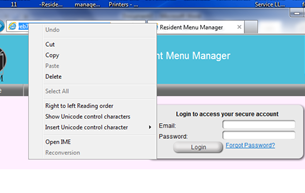 11 -Resident manage... Printers - ... Service LL...
Resident Menu Manager
Undo
Cut
Copy
Paste
Delete
Select All
Right to left Reading order
Show Unicode control characters
Insert Unicode control character
Open IME
Reconversion
nt Menu Manager
Login to access your secure account
Email:
Password:
Login
Forgot Password?